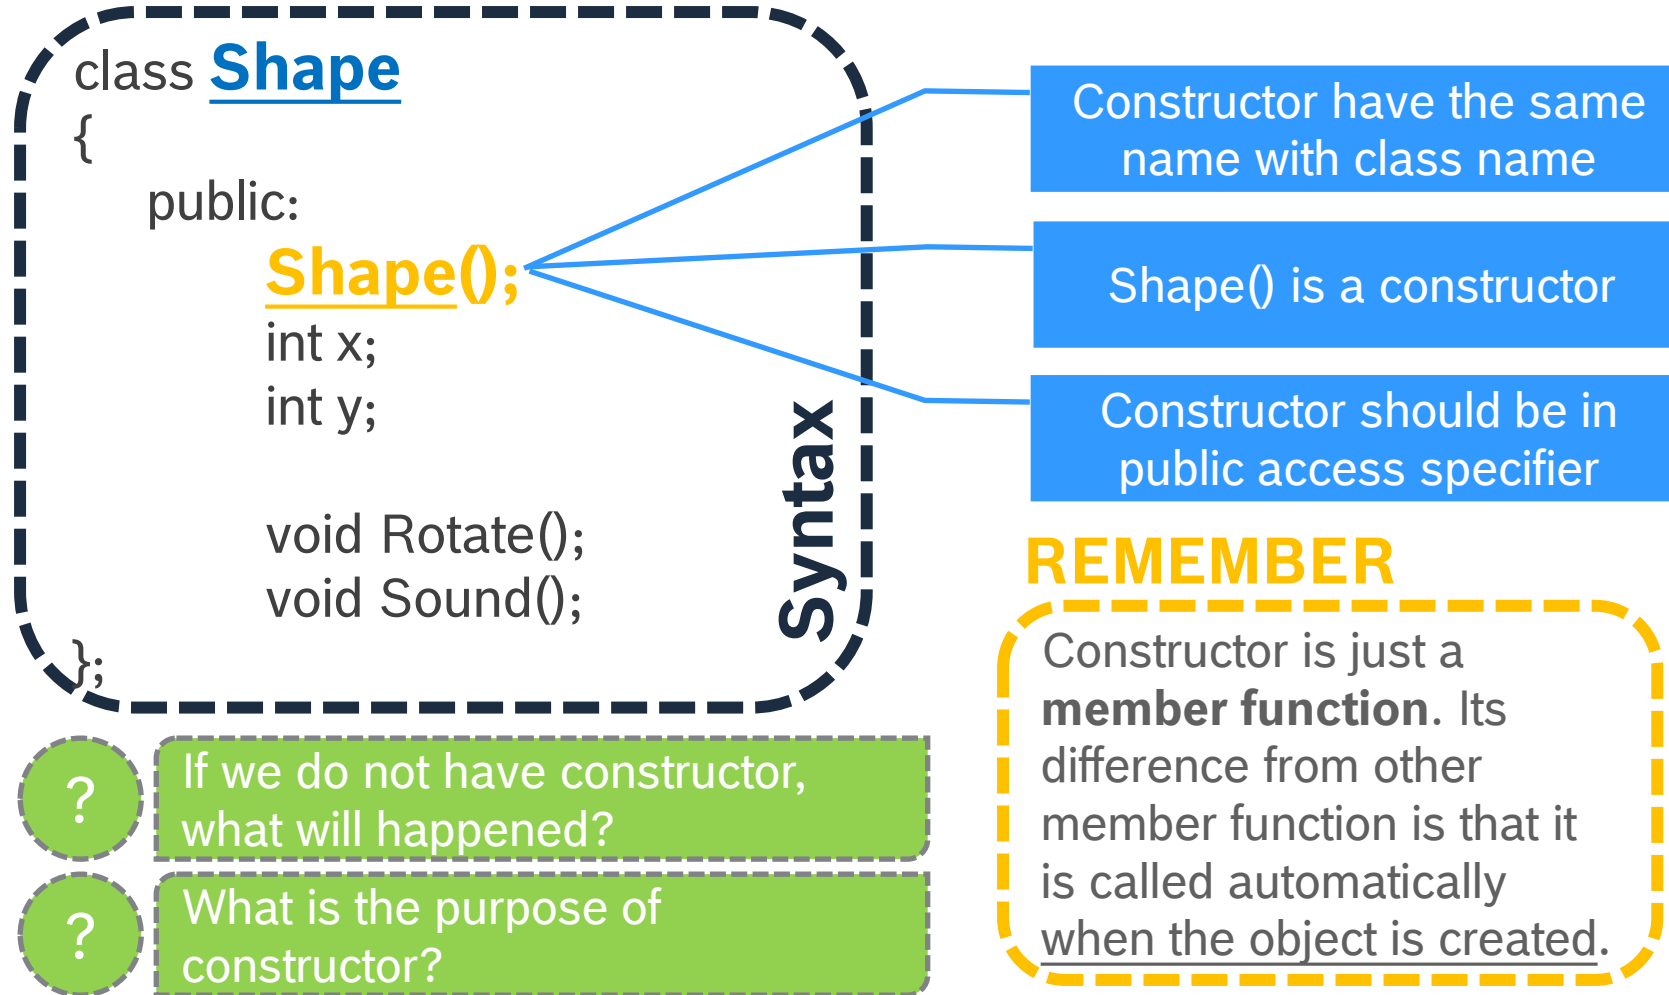 class Shape
{
public:
Shape();
int x;
int y;
void Rotate();
void Sound();
};
Syntax
Constructor have the same
name with class name
Shape() is a constructor
Constructor should be in
public access specifier
REMEMBER
Constructor is just a
member function. Its
difference from other
member function is that it
is called automatically
when the object is created.
?
If we do not have constructor,
what will happened?
?
What is the purpose of
constructor?